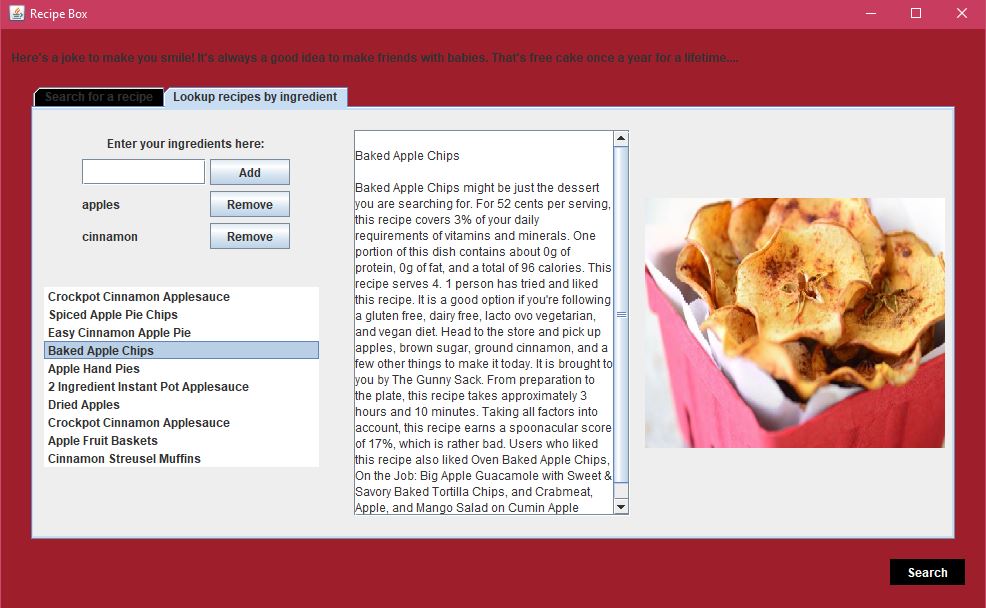 Recipe Box
Here's a joke to make you smile! It's always a good idea to make friends with babies. That's free cake once a year for a lifetime....
Search for a recipe
Lookup recipes by ingredient
Enter your ingredients here:
Add
apples
Remove
cinnamon
Remove
Crockpot Cinnamon Applesauce
Spiced Apple Pie Chips
Easy Cinnamon Apple Pie
Baked Apple Chips
Apple Hand Pies
2 Ingredient Instant Pot Applesauce
Dried Apples
Crockpot Cinnamon Applesauce
Apple Fruit Baskets
Cinnamon Streusel Muffins
Baked Apple Chips
Baked Apple Chips might be just the dessert
you are searching for. For 52 cents per serving,
this recipe covers 3% of your daily
requirements of vitamins and minerals. One
portion of this dish contains about 0g of
protein, 0g of fat, and a total of 96 calories. This
recipe serves 4. 1 person has tried and liked
this recipe. It is a good option if you're following
a gluten free, dairy free, lacto ovo vegetarian,
and vegan diet. Head to the store and pick up
apples, brown sugar, ground cinnamon, and a
few other things to make it today. It is brought to
you by The Gunny Sack. From preparation to
the plate, this recipe takes approximately 3
hours and 10 minutes. Taking all factors into
account, this recipe earns a spoonacular score
of 17%, which is rather bad. Users who liked
this recipe also liked Oven Baked Apple Chips,
On the Job: Big Apple Guacamole with Sweet &
Savory Baked Tortilla Chips, and Crabmeat,
Apple, and Mango Salad on Cumin Apple
Search